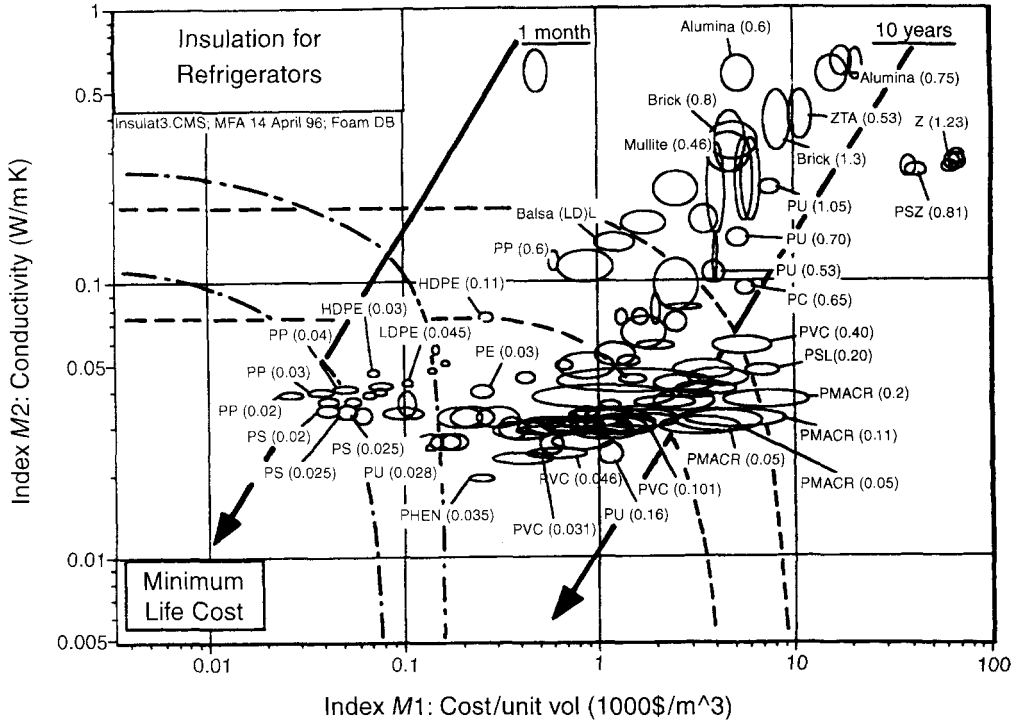 1
0.5
0.1
0.05
0.01
0.005
Index M2: Conductivity (W/m K)
Insulation for
Refrigerators
insulat3.CMS; MFA 14 April 96; Foam DB
1 month
10 years
Alumina (0.6)
Alumina (0.75)
Brick (0.8)
ZTA (0.53)
Z (1.23)
Mullite (0.46)
Brick (1.3)
PU (1.05)
PSZ (0.81)
Balsa (LD)L
PU (0.70)
PP (0.6)
PU (0.53)
HDPE (0.11)
PC (0.65)
HDPE (0.03)
PP (0.04)
LDPE (0.045)
PVC (0.40)
PE (0.03)
PSL(0.20)
PP (0.03)
PMACR (0.2)
PP (0.02)
PS (0.02)
PS (0.025)
PMACR (0.11)
PS (0.025)
PU (0.028)
PMACR (0.05)
PVC (0.046)
PVC (0.101)
PMACR (0.05)
PHEN (0.035)
PVC (0.031)
PU (0.16)
Minimum
Life Cost
0.01
0.1
1
10
100
Index M1: Cost/unit vol (1000$/m^3)